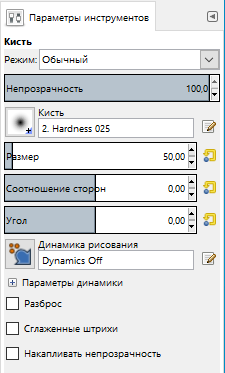 Параметры инструментов
Кисть
Режим: Обычный
Непрозрачность 100,0
Кисть
2. Hardness 025
Размер 50,00
Соотношение сторон 0,00
Угол 0,00
Динамика рисования
Dynamics Off
Параметры динамики
Разброс
Сглаженные штрихи
Накапливать непрозрачность